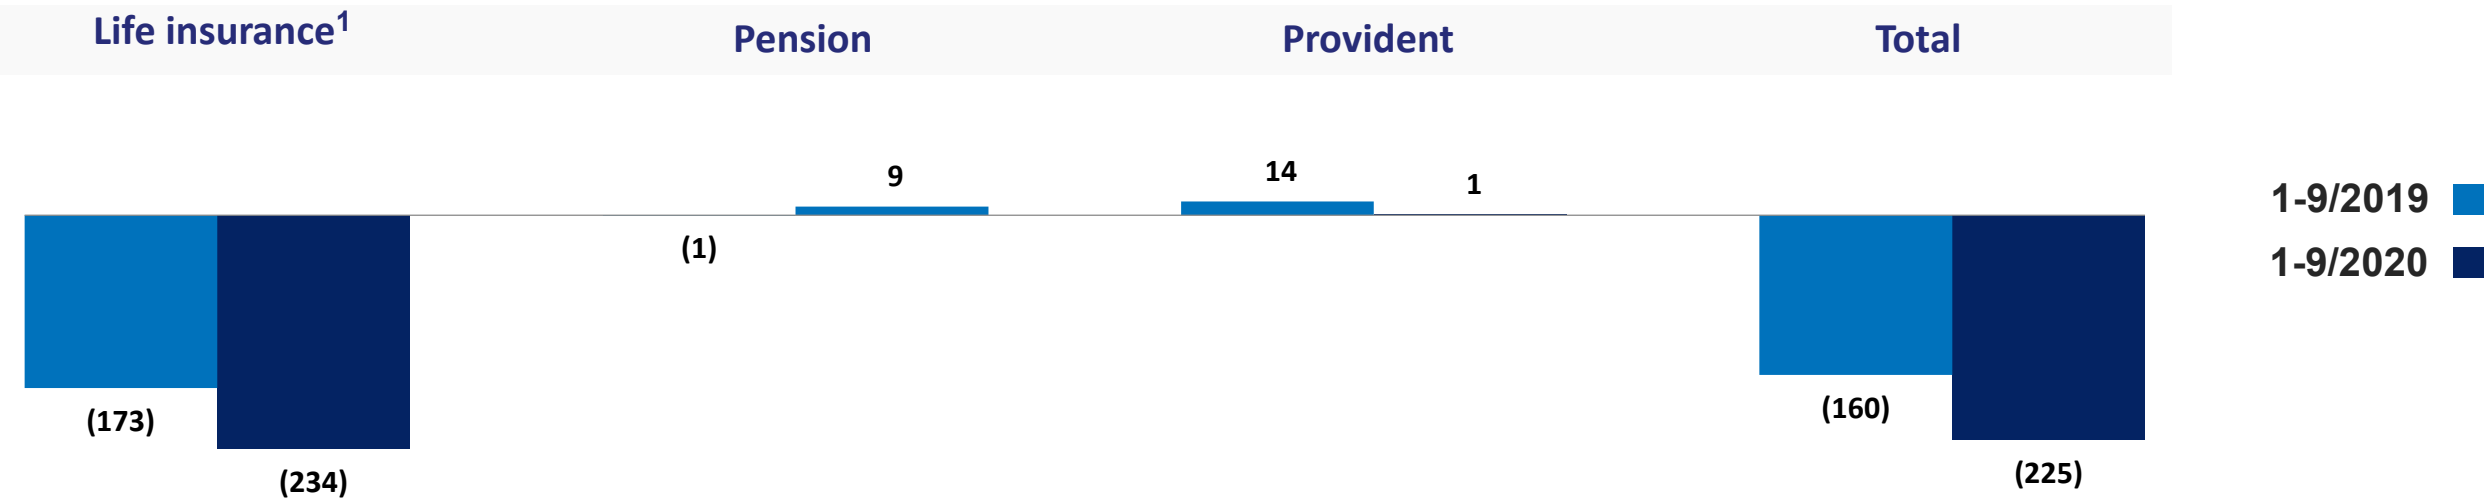 Life insurance1
Pension
Provident
Total
9
14
1
(1)
(173)
(234)
(160)
(225)
1-9/2019
1-9/2020